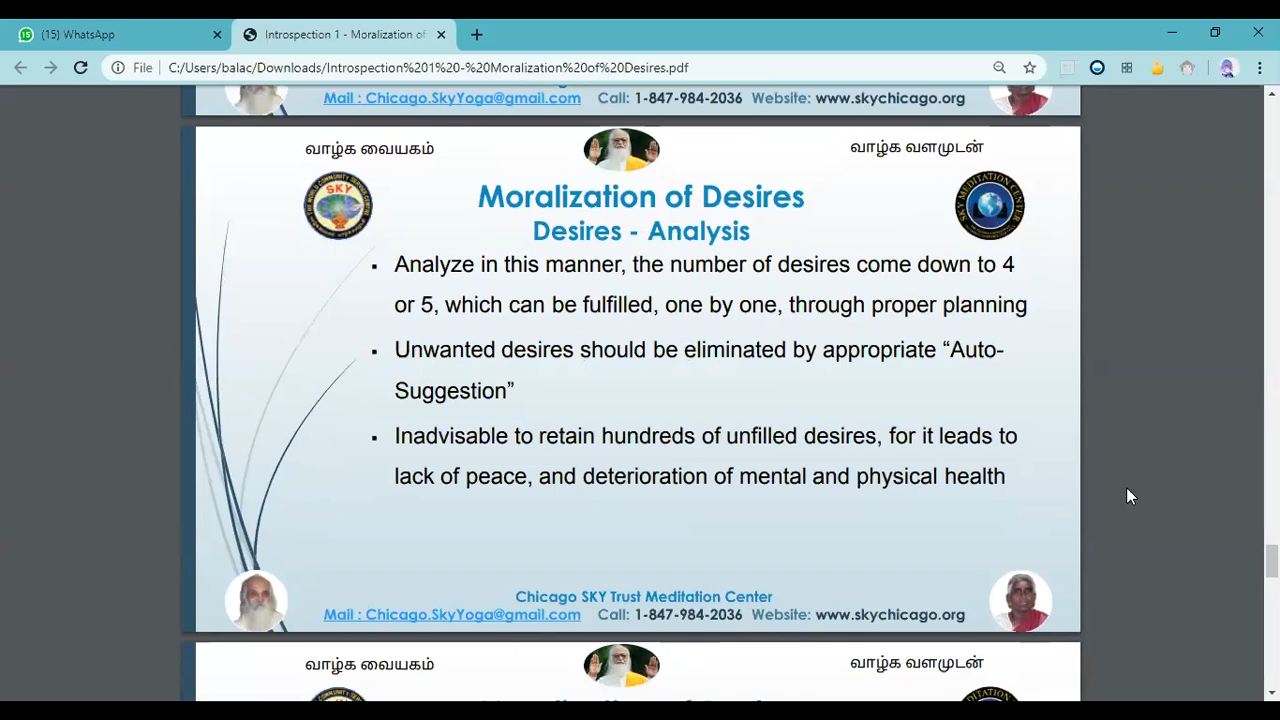 (15) WhatsApp
Introspection 1 - Moralization of
File
C:/Users/balac/Downloads/Introspection%201%20-%20Moralization%20of%20Desires.pdf
Mail : Chicago.SkyYoga@gmail.com Call: 1-847-984-2036 Website: www.skychicago.org
வாழ்க வையகம்
வாழ்க வளமுடன்
SKY
SKY MEDITATION CENTER
Moralization of Desires
Desires - Analysis
▪ Analyze in this manner, the number of desires come down to 4
or 5, which can be fulfilled, one by one, through proper planning
▪ Unwanted desires should be eliminated by appropriate “Auto-
Suggestion”
▪ Inadvisable to retain hundreds of unfilled desires, for it leads to
lack of peace, and deterioration of mental and physical health
Chicago SKY Trust Meditation Center
Mail : Chicago.SkyYoga@gmail.com Call: 1-847-984-2036 Website: www.skychicago.org
வாழ்க வையகம்
வாழ்க வளமுடன்